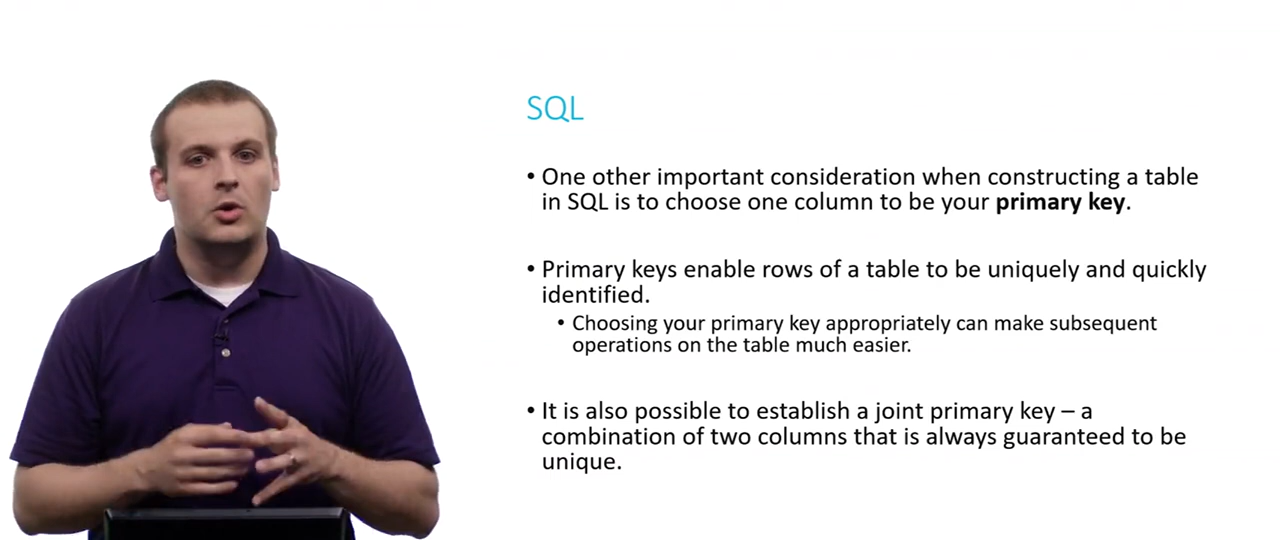 SQL
• One other important consideration when constructing a table
in SQL is to choose one column to be your primary key.
• Primary keys enable rows of a table to be uniquely and quickly
identified.
• Choosing your primary key appropriately can make subsequent
operations on the table much easier.
• It is also possible to establish a joint primary key – a
combination of two columns that is always guaranteed to be
unique.